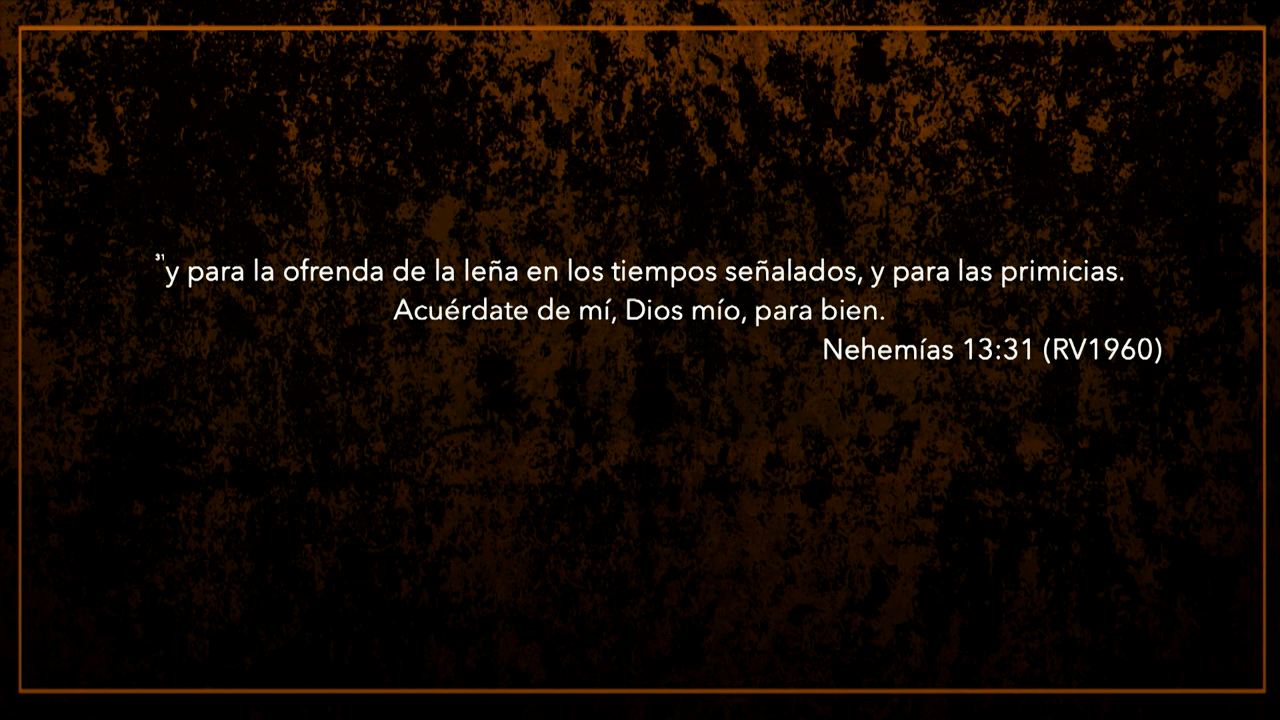 ³¹y para la ofrenda de la leña en los tiempos señalados, y para las primicias.
Acuérdate de mí, Dios mío, para bien.
Nehemías 13:31 (RV1960)